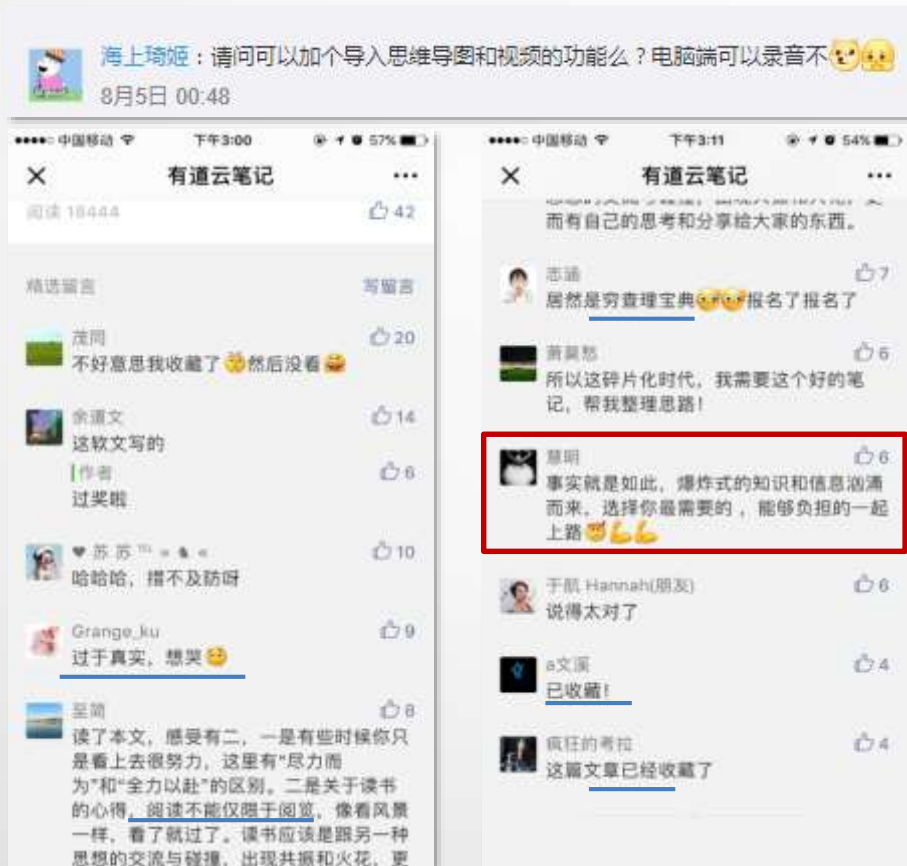 海上琦姬：请问可以加个导入思维导图和视频的功能么？电脑端可以录音不
8月5日 00:48
中国移动 下午3:00 57%
有道云笔记
阅读 18444 42
精选留言 写留言
茂同 20
不好意思我收藏了然后没看
余道文 14
这软文写的
作者 6
过奖啦
苏苏 10
哈哈哈，措不及防呀
Grange_ku 9
过于真实，想哭
至简 8
读了本文，感受有二，一是有些时候你只
是看上去很努力，这里有“尽力而
为”和“全力以赴”的区别。二是关于读书
的心得，阅读不能仅限于阅览，像看风景
一样，看了就过了。读书应该是跟另一种
思想的交流与碰撞，出现共振和火花，更
中国移动 下午3:11 54%
有道云笔记
思想的交流与碰撞，出现共振和火花，更
而有自己的思考和分享给大家的东西。
志涵 7
居然是穷查理宝典报名了报名了
莫愁 6
所以这碎片化时代，我需要这个好的笔
记，帮我整理思路！
慧明 6
事实就是如此，爆炸式的知识和信息汹涌
而来，选择你最需要的，能够负担的一起
上路
于航 Hannah(朋友) 6
说得太对了
a文溪 4
已收藏！
疯狂的考拉 4
这篇文章已经收藏了